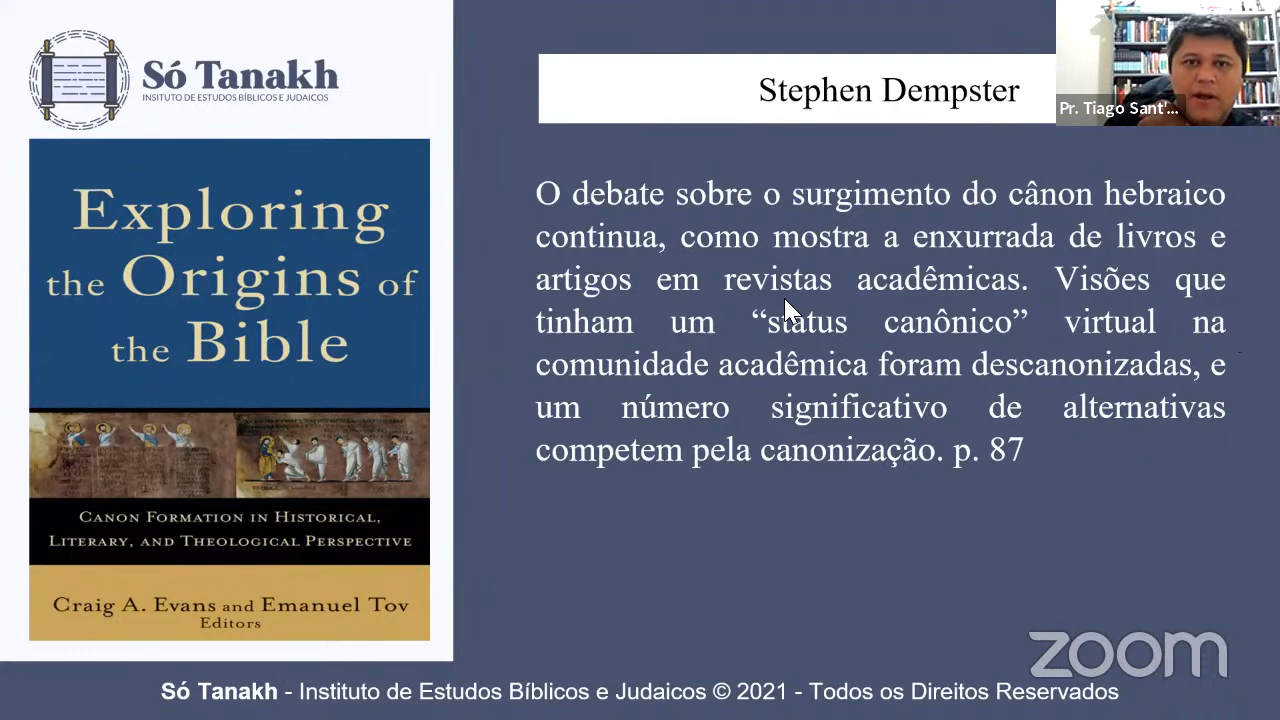 Só Tanakh
INSTITUTO DE ESTUDOS BÍBLICOS E JUDAICOS
Exploring
the Origins of
the Bible
CANON FORMATION IN HISTORICAL,
LITERARY, AND THEOLOGICAL PERSPECTIVE
Craig A. Evans and Emanuel Tov
Editors
Stephen Dempster
Pr. Tiago Sant'...
O debate sobre o surgimento do cânon hebraico
continua, como mostra a enxurrada de livros e
artigos em revistas acadêmicas. Visões que
tinham um “status canônico” virtual na
comunidade acadêmica foram descanonizadas, e
um número significativo de alternativas
competem pela canonização. p. 87
zoom
Só Tanakh - Instituto de Estudos Bíblicos e Judaicos © 2021 - Todos os Direitos Reservados